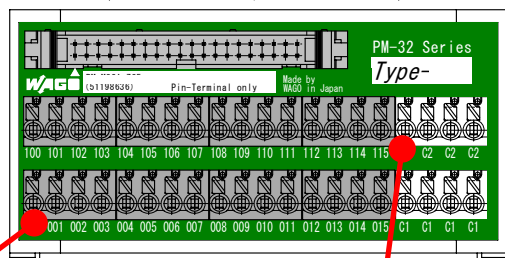 PM-32 Series
Type-
WAGO
(51198636) Pin-Terminal only
Made by
WAGO in Japan
100 101 102 103 104 105 106 107 108 109 110 111 112 113 114 115 C2 C2 C2
001 002 003 004 005 006 007 008 009 010 011 012 013 014 015 C1 C1 C1 C1